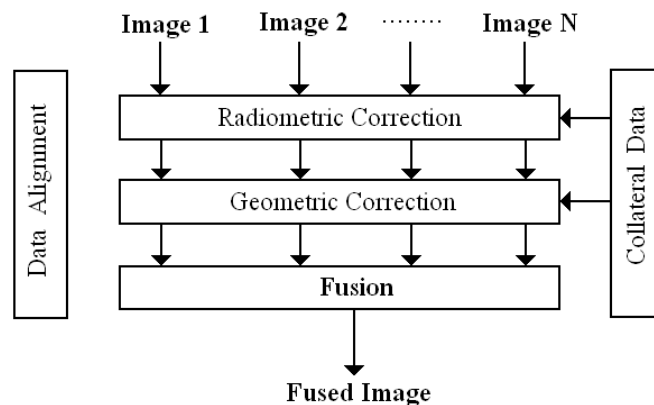 Image 1 Image 2 ........ Image N
Radiometric Correction
Geometric Correction
Fusion
Fused Image
Data Alignment
Collateral Data